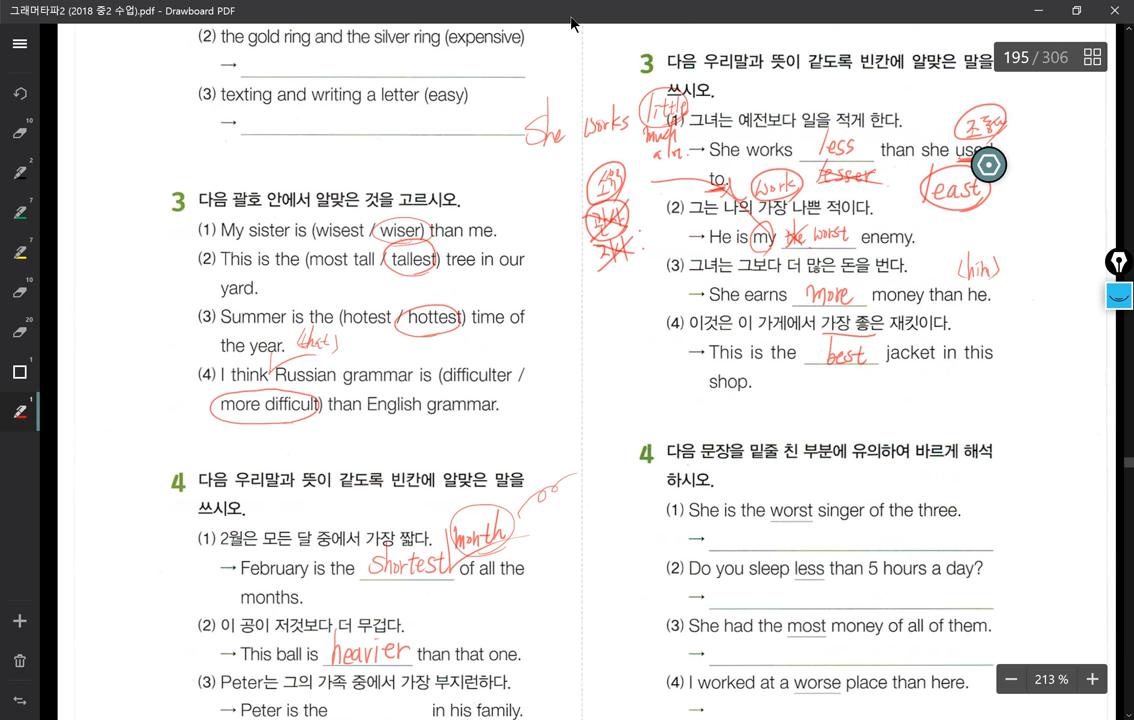 그래머타파2 (2018 중2 수업).pdf - Drawboard PDF
(2) the gold ring and the silver ring (expensive)
→
(3) texting and writing a letter (easy)
→
3 다음 괄호 안에서 알맞은 것을 고르시오.
(1) My sister is (wisest / wiser) than me.
(2) This is the (most tall / tallest) tree in our
yard.
(3) Summer is the (hotest / hottest) time of
the year.
(that)
(4) I think Russian grammar is (difficulter /
more difficult) than English grammar.
4 다음 우리말과 뜻이 같도록 빈칸에 알맞은 말을
쓰시오.
month
(1) 2월은 모든 달 중에서 가장 짧다.
→ February is the shortest of all the
months.
(2) 이 공이 저것보다 더 무겁다.
→ This ball is heavier than that one.
(3) Peter는 그의 가족 중에서 가장 부지런하다.
→ Peter is the in his family.
195 / 306
3 다음 우리말과 뜻이 같도록 빈칸에 알맞은 말을
쓰시오.
She works little
much
(1) 그녀는 예전보다 일을 적게 한다.
→ She works less than she used
to.
work
lesser
least
(2) 그는 나의 가장 나쁜 적이다.
→ He is my the worst enemy.
(3) 그녀는 그보다 더 많은 돈을 번다.
(him)
→ She earns more money than he.
(4) 이것은 이 가게에서 가장 좋은 재킷이다.
→ This is the best jacket in this
shop.
4 다음 문장을 밑줄 친 부분에 유의하여 바르게 해석
하시오.
(1) She is the worst singer of the three.
→
(2) Do you sleep less than 5 hours a day?
→
(3) She had the most money of all of them.
→
(4) I worked at a worse place than here.
→
213 %
10
2
7
7
10
20
1
1